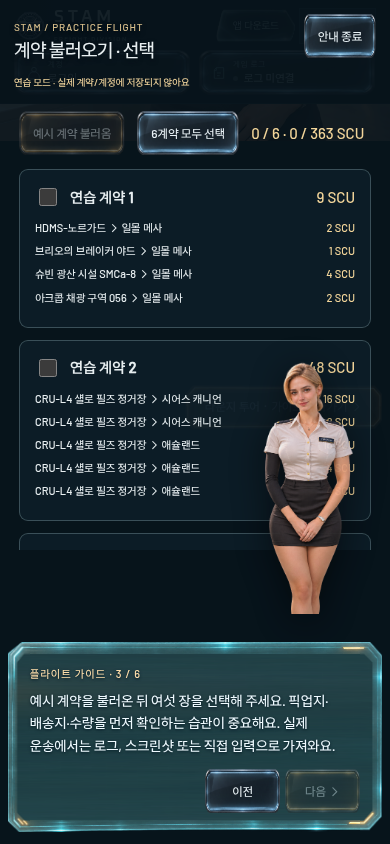 STAM / PRACTICE FLIGHT
계약 불러오기 · 선택
안내 종료
연습 모드 · 실제 계약/계정에 저장되지 않아요
예시 계약 불러옴
6계약 모두 선택
0 / 6 · 0 / 363 SCU
연습 계약 1
9 SCU
HDMS-노르가드 > 일몰 메사
2 SCU
브리오의 브레이커 야드 > 일몰 메사
1 SCU
슈빈 광산 시설 SMCa-8 > 일몰 메사
4 SCU
아크콥 채광 구역 056 > 일몰 메사
2 SCU
연습 계약 2
48 SCU
CRU-L4 섈로 필즈 정거장 > 시어스 캐니언
16 SCU
CRU-L4 섈로 필즈 정거장 > 시어스 캐니언
SCU
CRU-L4 섈로 필즈 정거장 > 애슐랜드
CRU-L4 섈로 필즈 정거장 > 애슐랜드
CRU-L4 섈로 필즈 정거장 > 애슐랜드
플라이트 가이드 · 3 / 6
예시 계약을 불러온 뒤 여섯 장을 선택해 주세요. 픽업지·
배송지·수량을 먼저 확인하는 습관이 중요해요. 실제
운송에서는 로그, 스크린샷 또는 직접 입력으로 가져와요.
이전
다음 >